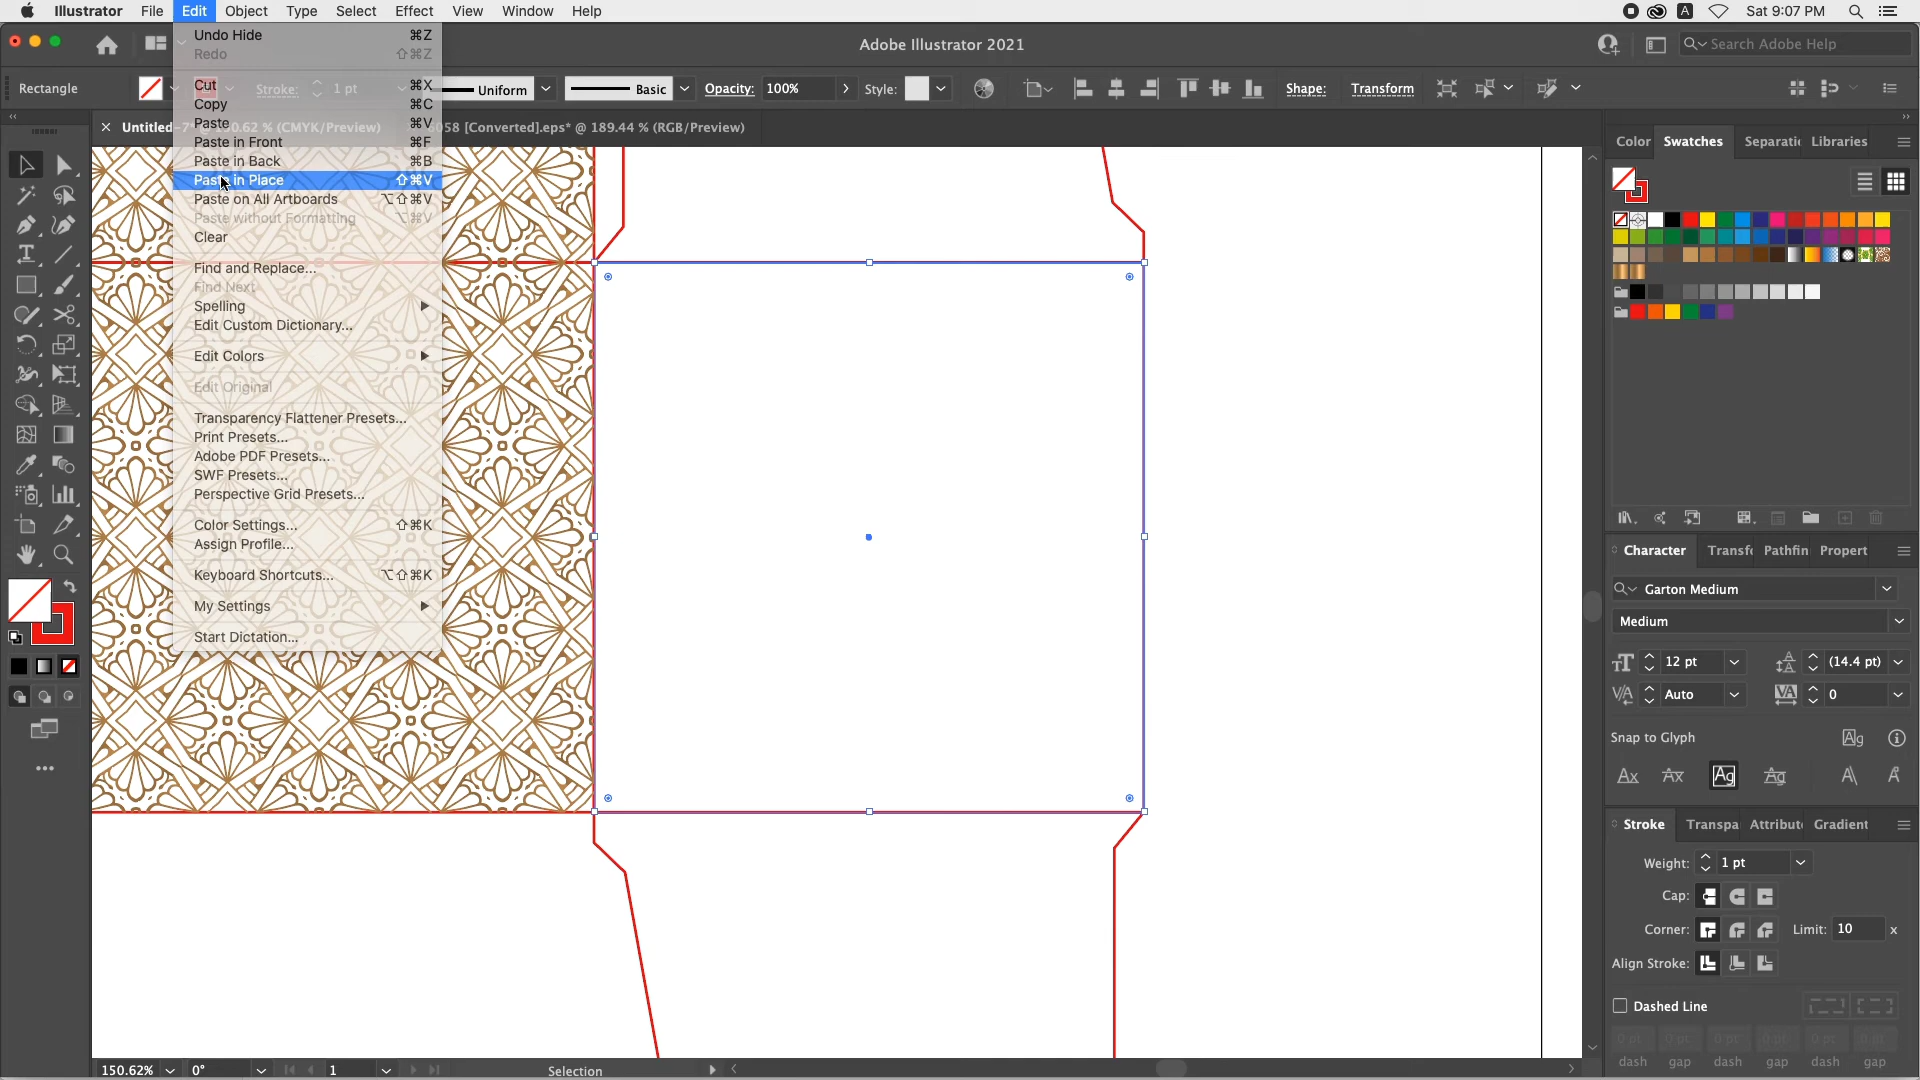 Illustrator File Edit Object Type Select Effect View Window Help
Sat 9:07 PM
Adobe Illustrator 2021
Search Adobe Help
Rectangle
Stroke: 1 pt
Uniform
Basic
Opacity: 100%
Style:
Shape:
Transform
62 % (CMYK/Preview)
058 [Converted].eps* @ 189.44 % (RGB/Preview)
Undo Hide ⌘Z
Redo ⇧⌘Z
Cut ⌘X
Copy ⌘C
Paste ⌘V
Paste in Front ⌘F
Paste in Back ⌘B
Paste in Place ⇧⌘V
Paste on All Artboards ⌥⇧⌘V
Paste without Formatting ⌥⌘V
Clear
Find and Replace...
Find Next
Spelling
Edit Custom Dictionary...
Edit Colors
Edit Original
Transparency Flattener Presets...
Print Presets...
Adobe PDF Presets...
SWF Presets...
Perspective Grid Presets...
Color Settings... ⇧⌘K
Assign Profile...
Keyboard Shortcuts... ⌥⇧⌘K
My Settings
Start Dictation...
Color Swatches Separatio Libraries
Character Transfo Pathfin Propert
Garton Medium
Medium
12 pt (14.4 pt)
Auto 0
Snap to Glyph
Stroke Transpa Attribut Gradient
Weight: 1 pt
Cap:
Corner: Limit: 10 x
Align Stroke:
Dashed Line
dash gap dash gap dash gap
150.62% 0° 1 Selection